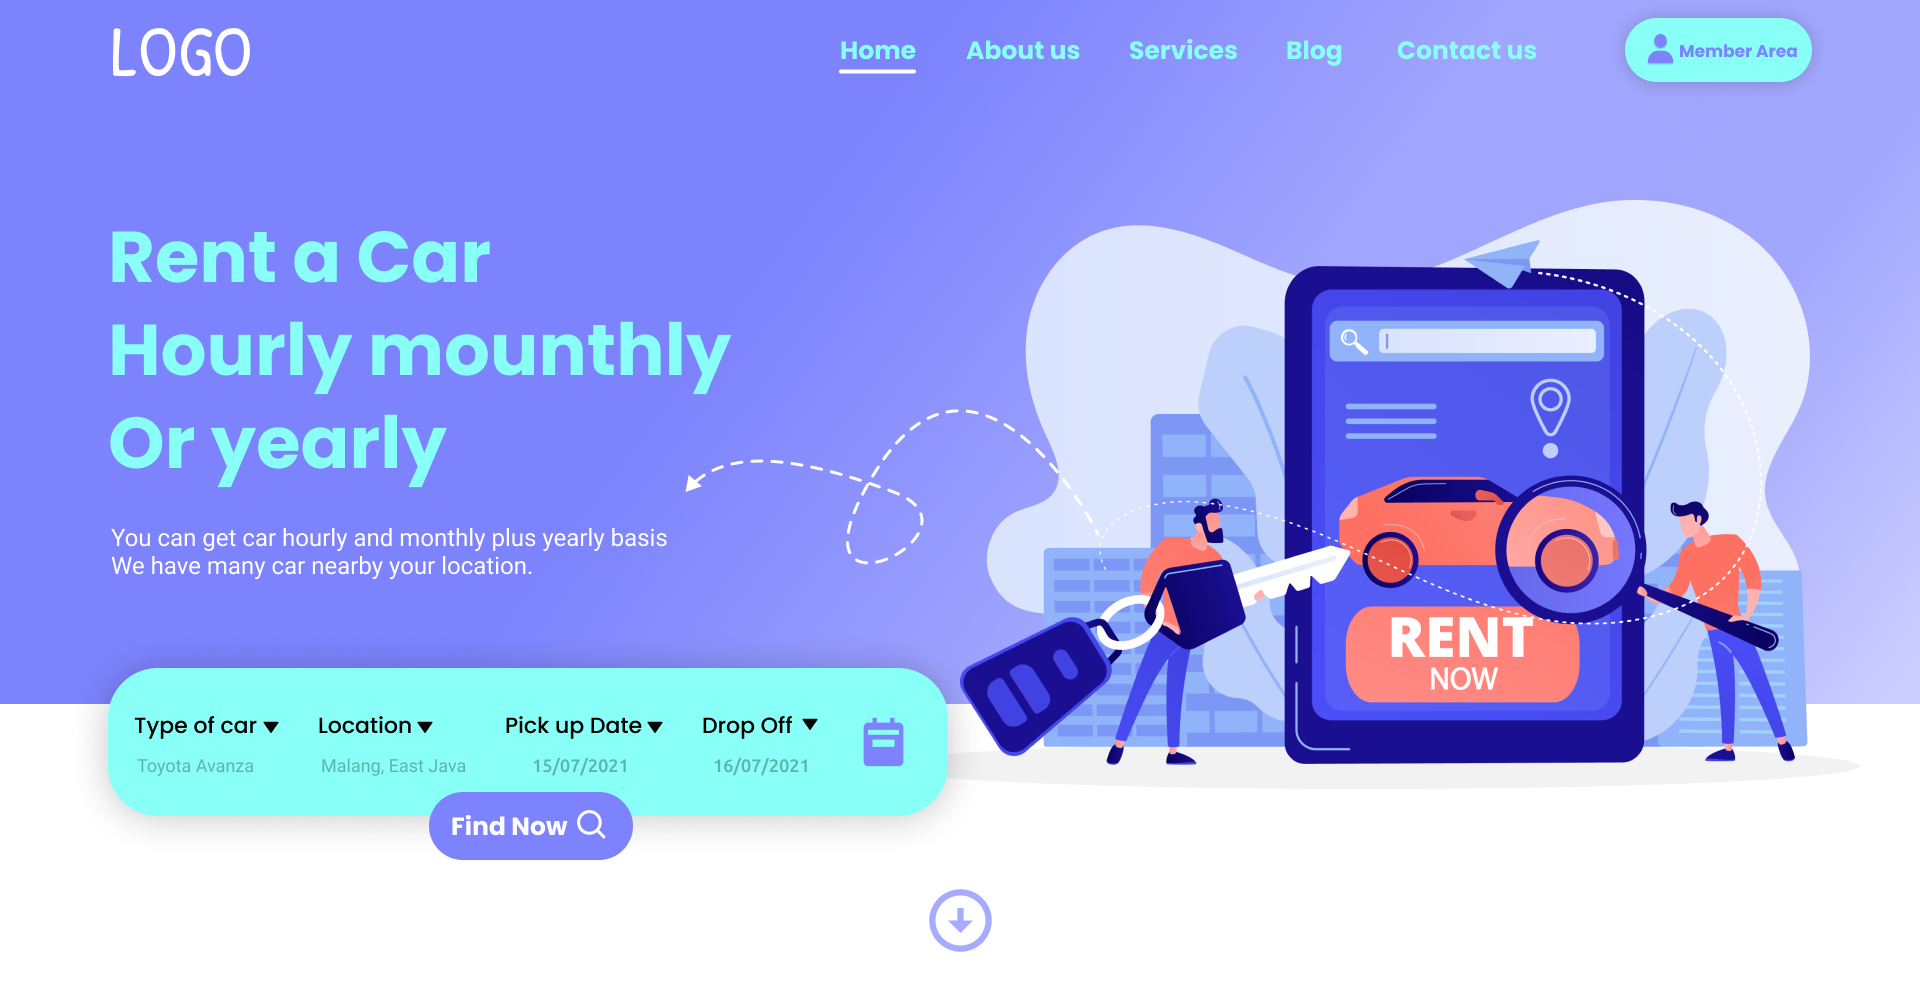 LOGO
Home About us Services Blog Contact us Member Area
Rent a Car
Hourly mounthly
Or yearly
You can get car hourly and monthly plus yearly basis
We have many car nearby your location.
RENT
NOW
Type of car Location Pick up Date Drop Off
Toyota Avanza Malang, East Java 15/07/2021 16/07/2021
Find Now